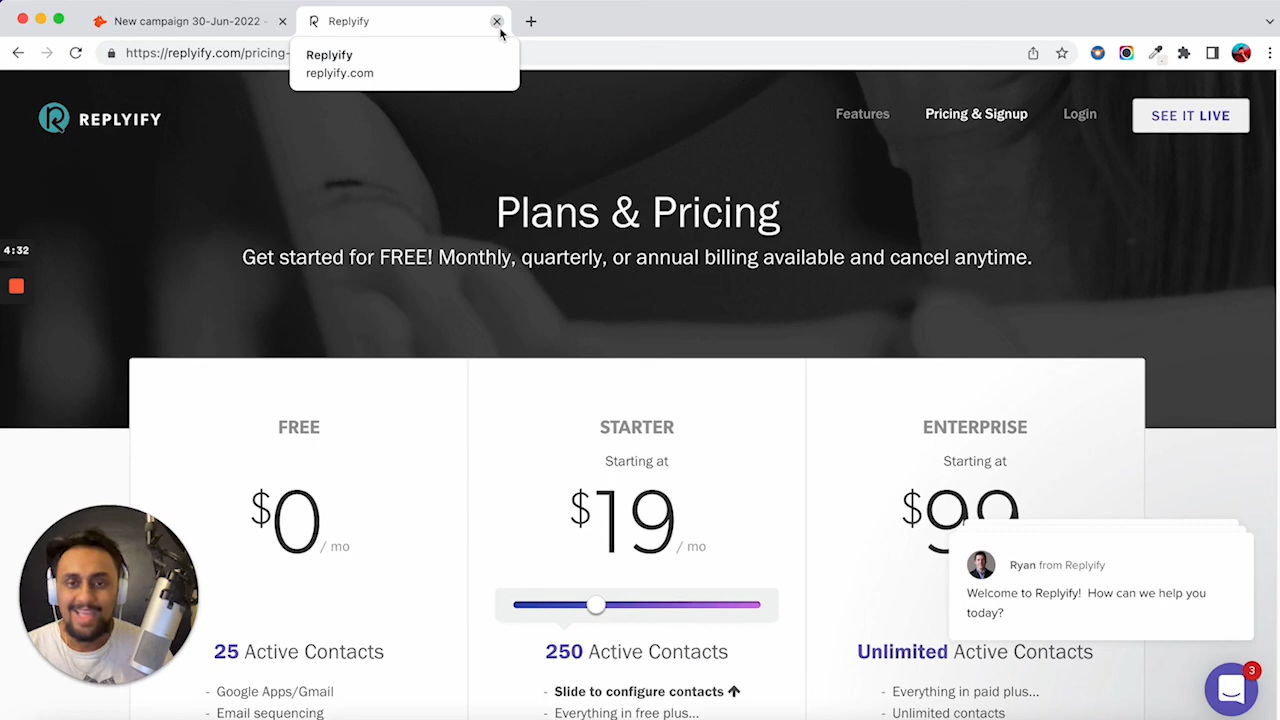 New campaign 30-Jun-2022 -
Replyify
https://replyify.com/pricing-
Replyify
replyify.com
REPLYIFY
Features
Pricing & Signup
Login
SEE IT LIVE
Plans & Pricing
Get started for FREE! Monthly, quarterly, or annual billing available and cancel anytime.
4:32
FREE
$0 / mo
25 Active Contacts
- Google Apps/Gmail
- Email sequencing
STARTER
Starting at
$19 / mo
250 Active Contacts
- Slide to configure contacts ↑
- Everything in free plus...
ENTERPRISE
Starting at
$99
Unlimited Active Contacts
- Everything in paid plus...
- Unlimited contacts
Ryan from Replyify
Welcome to Replyify! How can we help you
today?
3